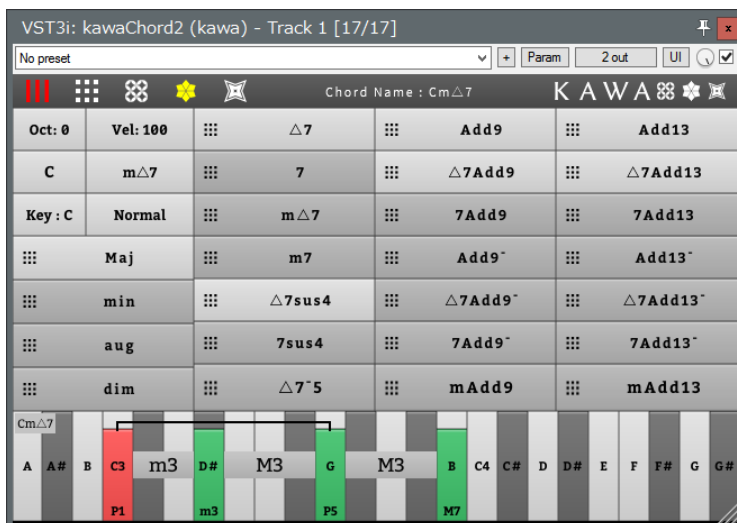 VST3i: kawaChord2 (kawa) - Track 1 [17/17] x
No preset + Param 2 out UI
Chord Name : Cm△7 KAWA
Oct: 0 Vel: 100 △7 Add9 Add13
C m△7 7 △7Add9 △7Add13
Key : C Normal m△7 7Add9 7Add13
Maj m7 Add9⁻ Add13⁻
min △7sus4 △7Add9⁻ △7Add13⁻
aug 7sus4 7Add9⁻ 7Add13⁻
dim △7⁻5 mAdd9 mAdd13
Cm△7
A A# B C3 m3 D# M3 G M3 B C4 C# D D# E F F# G G#
P1 m3 P5 M7